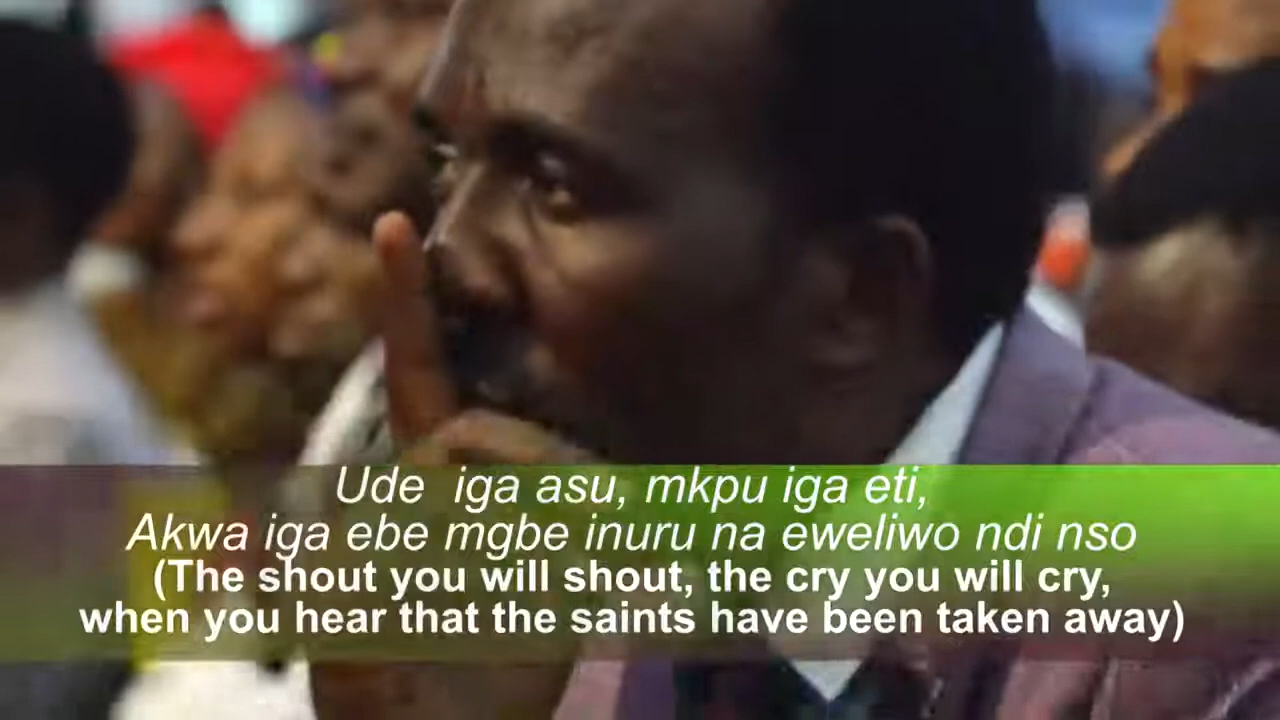 Ude iga asu, mkpu iga eti,
Akwa iga ebe mgbe inuru na eweliwo ndi nso
(The shout you will shout, the cry you will cry,
when you hear that the saints have been taken away)